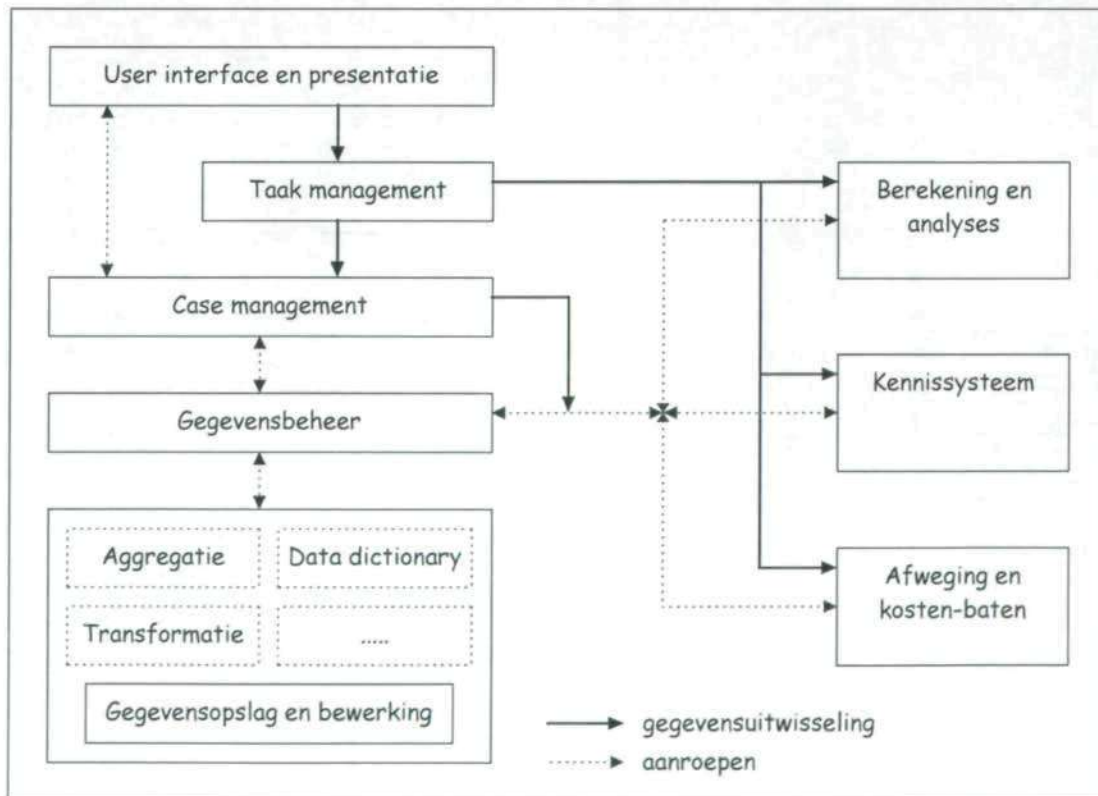 User interface en presentatie
Taak management
Case management
Gegevensbeheer
Aggregatie
Data dictionary
Transformatie
.....
Gegevensopslag en bewerking
Berekening en
analyses
Kennissysteem
Afweging en
kosten-baten
gegevensuitwisseling
aanroepen